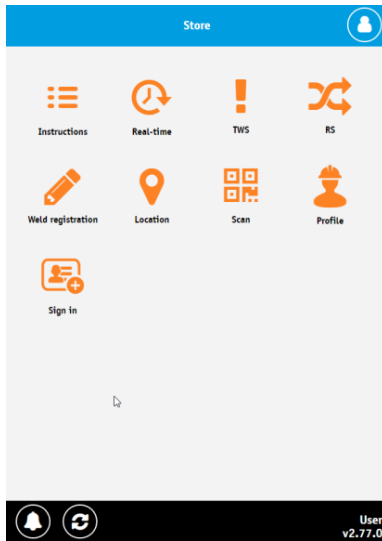 Store
Instructions
Real-time
TWS
RS
Weld registration
Location
Scan
Profile
Sign in
User
v2.77.0